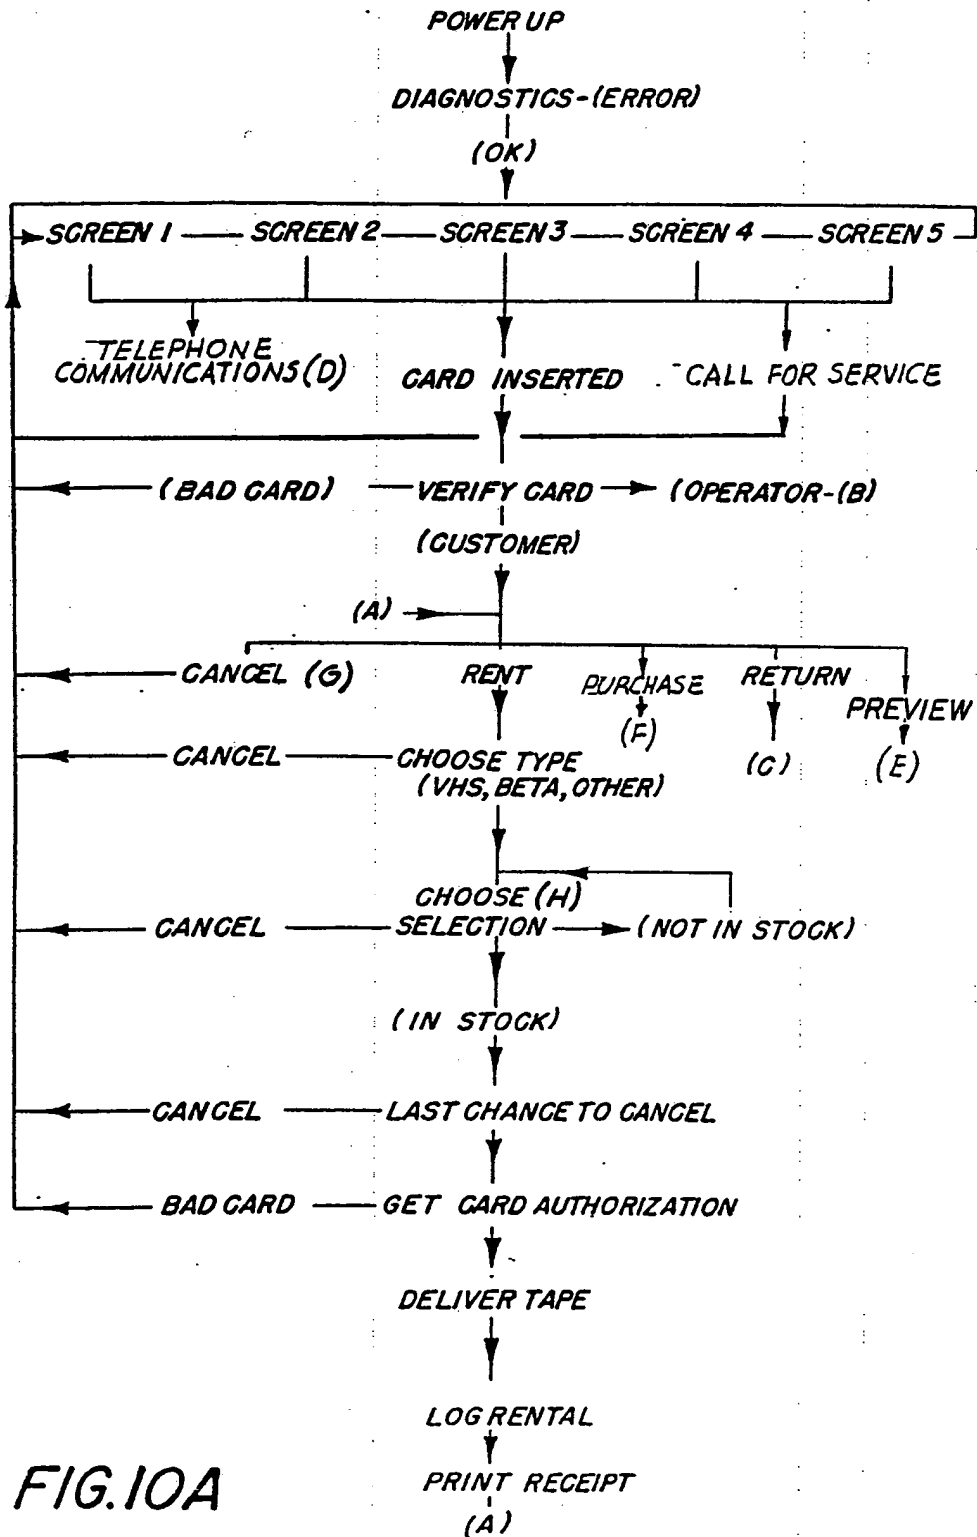 POWER UP
DIAGNOSTICS-(ERROR)
(OK)
SCREEN 1 SCREEN 2 SCREEN 3 SCREEN 4 SCREEN 5
TELEPHONE
COMMUNICATIONS (D)
CARD INSERTED
CALL FOR SERVICE
(BAD CARD) VERIFY CARD (OPERATOR-(B)
(CUSTOMER)
(A)
CANCEL (G) RENT PURCHASE RETURN PREVIEW
(F) (C) (E)
CANCEL CHOOSE TYPE
(VHS, BETA, OTHER)
CHOOSE (H)
CANCEL SELECTION (NOT IN STOCK)
(IN STOCK)
CANCEL LAST CHANCE TO CANCEL
BAD CARD GET CARD AUTHORIZATION
DELIVER TAPE
LOG RENTAL
PRINT RECEIPT
(A)
FIG.10A